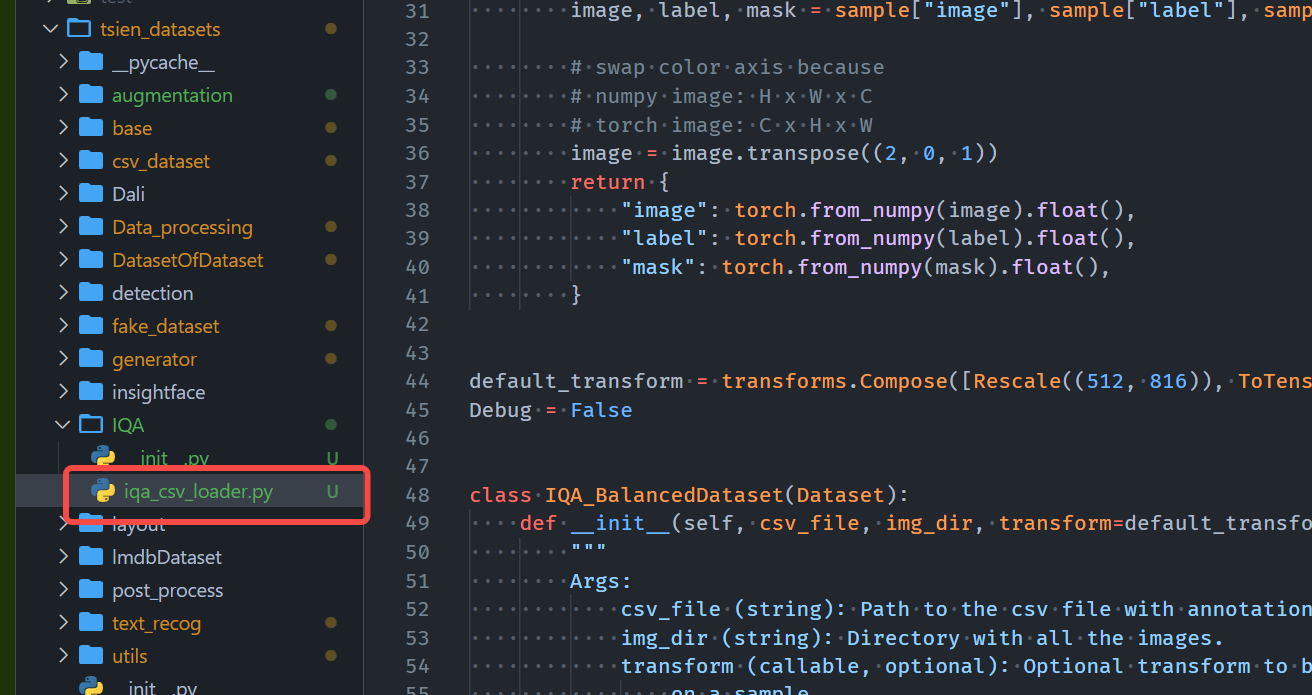 test
tsien_datasets
__pycache__
augmentation
base
csv_dataset
Dali
Data_processing
DatasetOfDataset
detection
fake_dataset
generator
insightface
IQA
__init__.py U
iqa_csv_loader.py U
layout
lmdbDataset
post_process
text_recog
utils
__init__.py
31 image, label, mask = sample["image"], sample["label"], samp
32
33 # swap color axis because
34 # numpy image: H x W x C
35 # torch image: C x H x W
36 image = image.transpose((2, 0, 1))
37 return {
38 "image": torch.from_numpy(image).float(),
39 "label": torch.from_numpy(label).float(),
40 "mask": torch.from_numpy(mask).float(),
41 }
42
43
44 default_transform = transforms.Compose([Rescale((512, 816)), ToTens
45 Debug = False
46
47
48 class IQA_BalancedDataset(Dataset):
49 def __init__(self, csv_file, img_dir, transform=default_transfo
50 """
51 Args:
52 csv_file (string): Path to the csv file with annotation
53 img_dir (string): Directory with all the images.
54 transform (callable, optional): Optional transform to b
55 on a sample